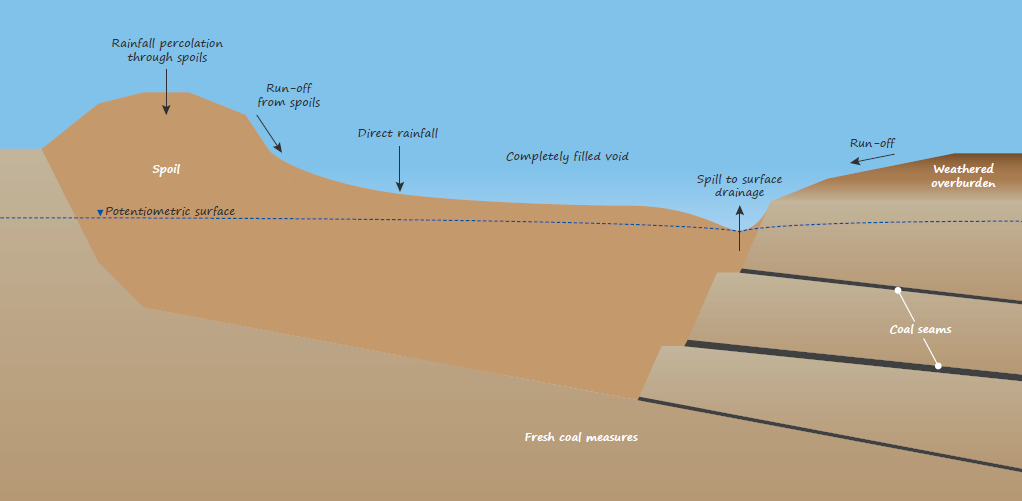 Rainfall percolation
through spoils
Run-off
from spoils
Direct rainfall
Completely filled void
Run-off
Spill to surface
drainage
Weathered
overburden
Spoil
Potentiometric surface
Coal seams
Fresh coal measures